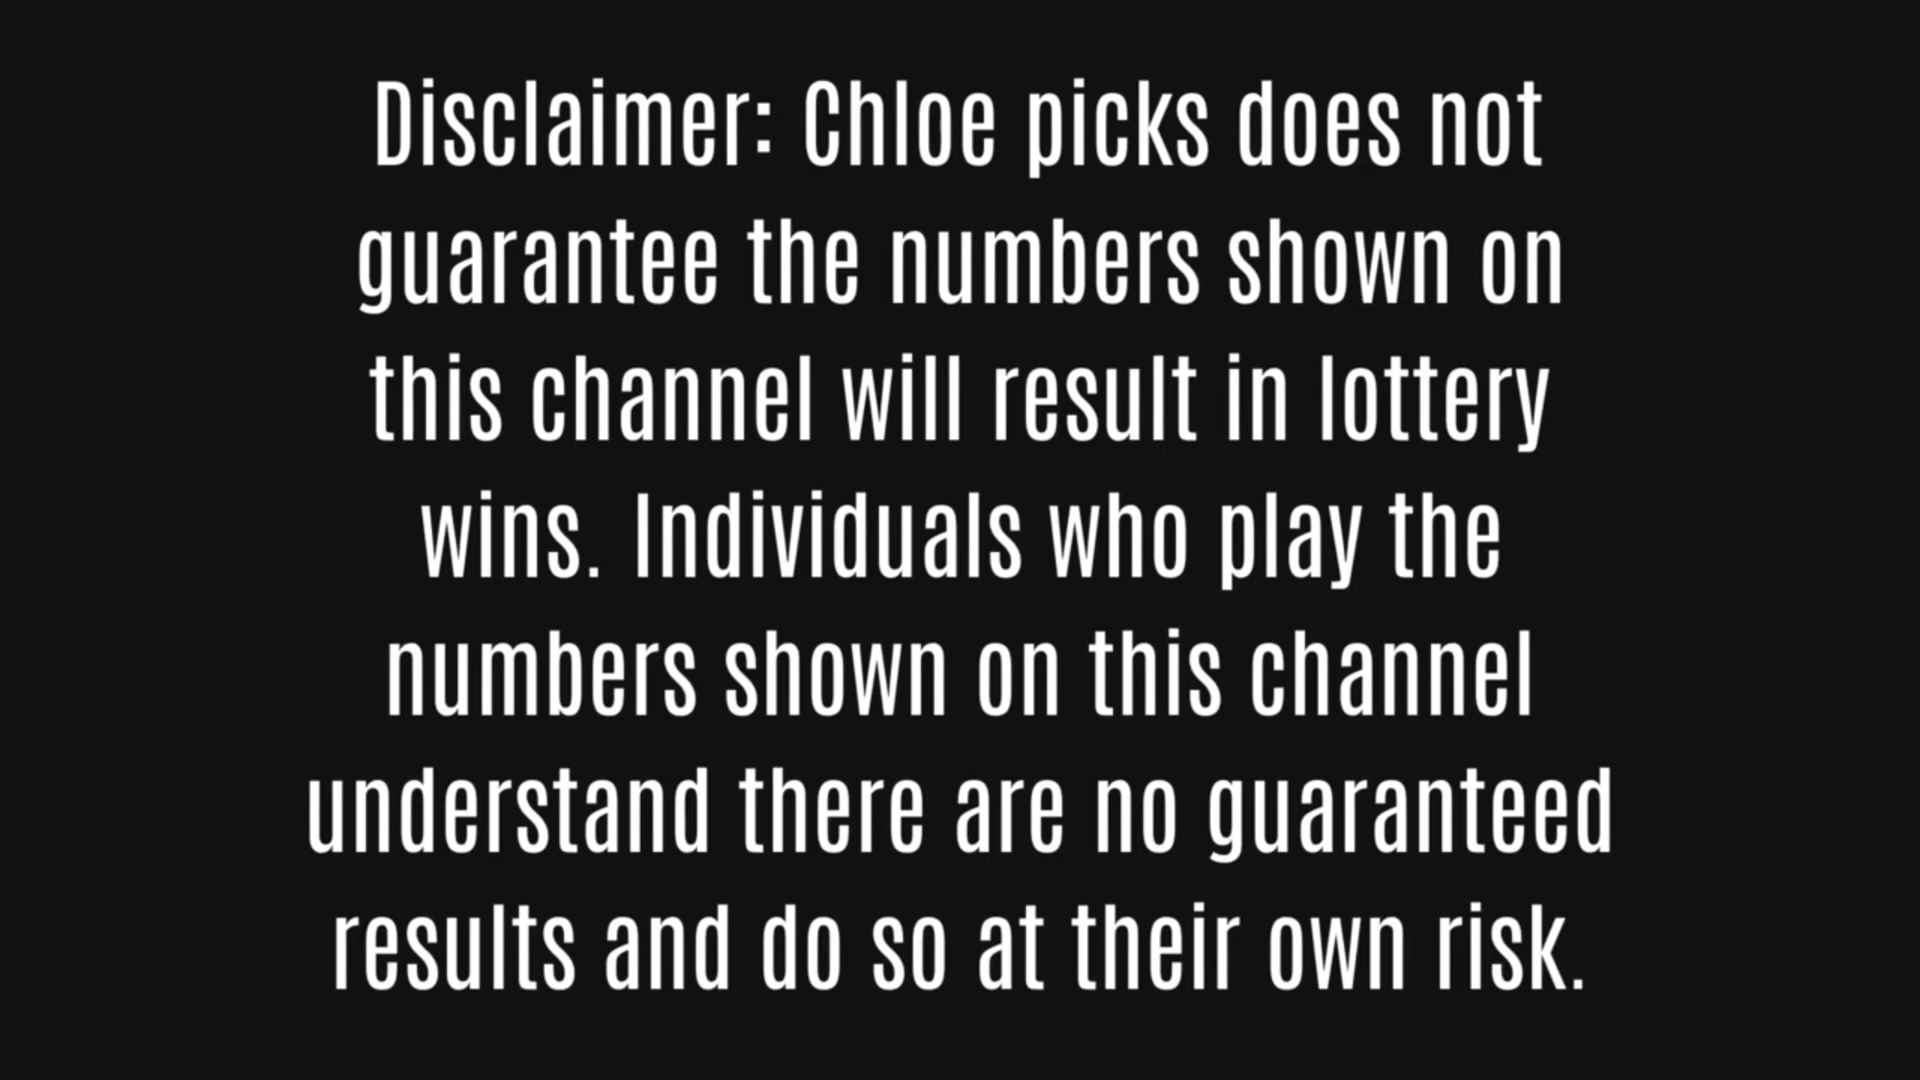 Disclaimer: Chloe picks does not
guarantee the numbers shown on
this channel will result in lottery
wins. Individuals who play the
numbers shown on this channel
understand there are no guaranteed
results and do so at their own risk.